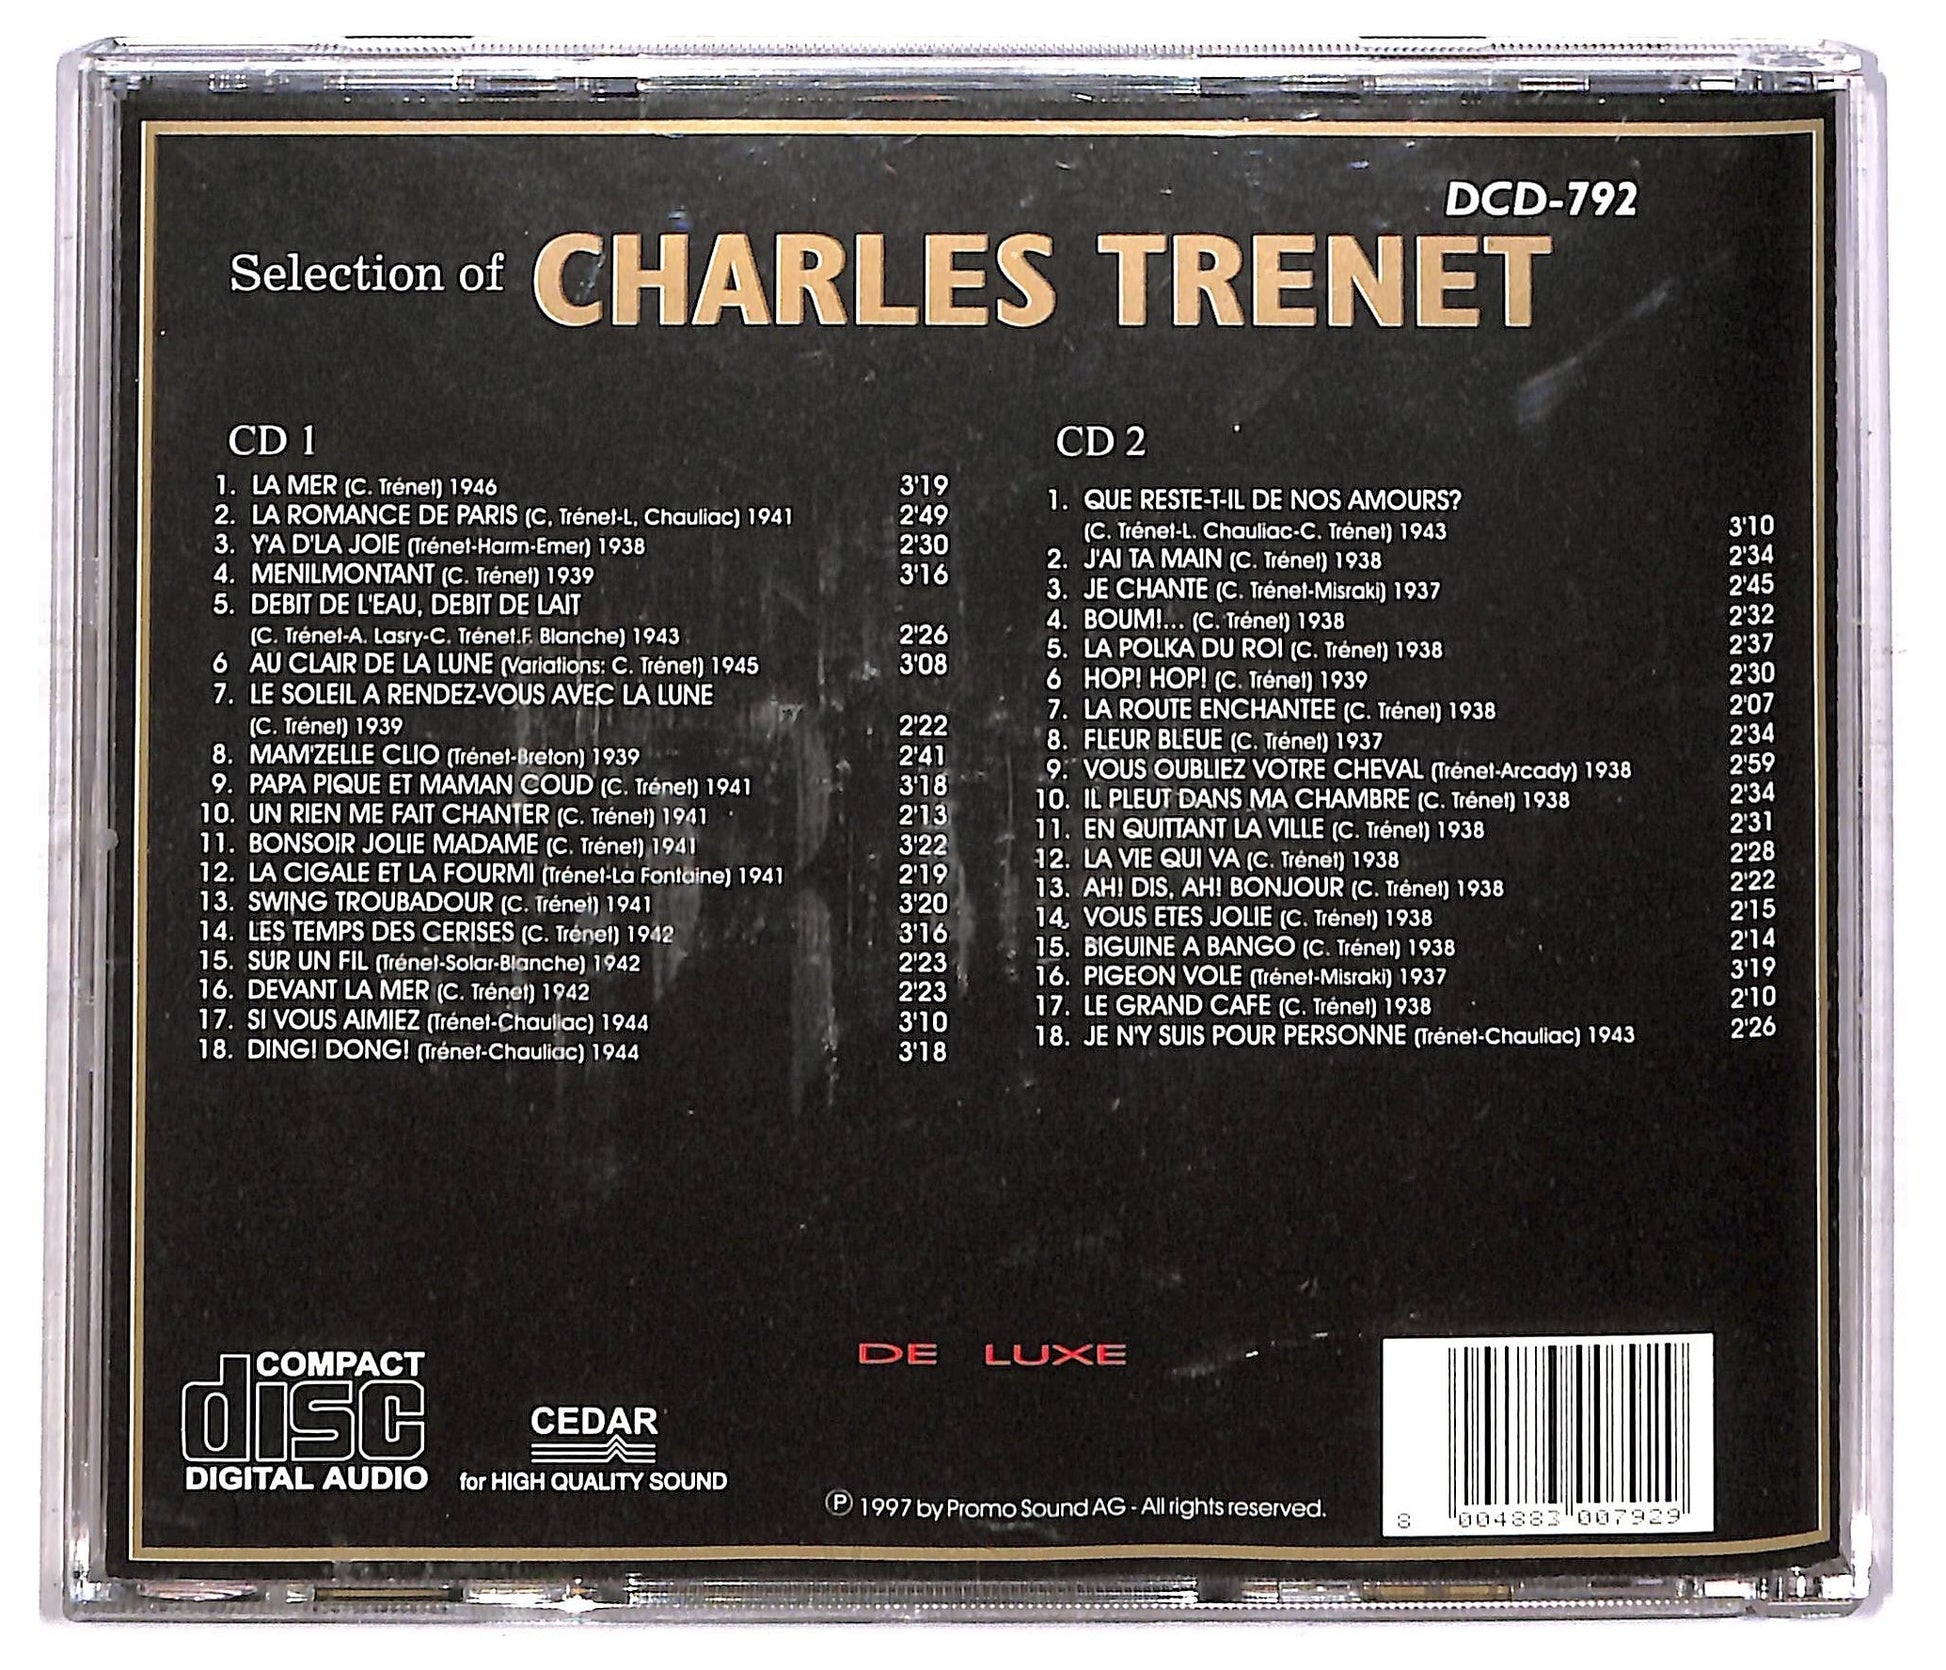 DCD-792
Selection of CHARLES TRENET
CD 1
1. LA MER (C. Trénet) 1946 3'19
2. LA ROMANCE DE PARIS (C, Trénet-L, Chauliac) 1941 2'49
3. Y'A D'LA JOIE (Trénet-Harm-Emer) 1938 2'30
4. MENILMONTANT (C. Trénet) 1939 3'16
5. DEBIT DE L'EAU, DEBIT DE LAIT
(C. Trénet-A. Lasry-C. Trénet.F. Blanche) 1943 2'26
6 AU CLAIR DE LA LUNE (Variations: C. Trénet) 1945 3'08
7. LE SOLEIL A RENDEZ-VOUS AVEC LA LUNE
(C. Trénet) 1939 2'22
8. MAM'ZELLE CLIO (Trénet-Breton) 1939 2'41
9. PAPA PIQUE ET MAMAN COUD (C. Trénet) 1941 3'18
10. UN RIEN ME FAIT CHANTER (C. Trénet) 1941 2'13
11. BONSOIR JOLIE MADAME (C. Trénet) 1941 3'22
12. LA CIGALE ET LA FOURMI (Trénet-La Fontaine) 1941 2'19
13. SWING TROUBADOUR (C. Trénet) 1941 3'20
14. LES TEMPS DES CERISES (C. Trénet) 1942 3'16
15. SUR UN FIL (Trénet-Solar-Blanche) 1942 2'23
16. DEVANT LA MER (C. Trénet) 1942 2'23
17. SI VOUS AIMIEZ (Trénet-Chauliac) 1944 3'10
18. DING! DONG! (Trénet-Chauliac) 1944 3'18
CD 2
1. QUE RESTE-T-IL DE NOS AMOURS?
(C. Trénet-L. Chauliac-C. Trénet) 1943 3'10
2. J'AI TA MAIN (C. Trénet) 1938 2'34
3. JE CHANTE (C. Trénet-Misraki) 1937 2'45
4. BOUM!... (C. Trénet) 1938 2'32
5. LA POLKA DU ROI (C. Trénet) 1938 2'37
6 HOP! HOP! (C. Trénet) 1939 2'30
7. LA ROUTE ENCHANTEE (C. Trénet) 1938 2'07
8. FLEUR BLEUE (C. Trénet) 1937 2'34
9. VOUS OUBLIEZ VOTRE CHEVAL (Trénet-Arcady) 1938 2'59
10. IL PLEUT DANS MA CHAMBRE (C. Trénet) 1938 2'34
11. EN QUITTANT LA VILLE (C. Trénet) 1938 2'31
12. LA VIE QUI VA (C. Trénet) 1938 2'28
13. AH! DIS, AH! BONJOUR (C. Trénet) 1938 2'22
14. VOUS ETES JOLIE (C. Trénet) 1938 2'15
15. BIGUINE A BANGO (C. Trénet) 1938 2'14
16. PIGEON VOLE (Trénet-Misraki) 1937 3'19
17. LE GRAND CAFE (C. Trénet) 1938 2'10
18. JE N'Y SUIS POUR PERSONNE (Trénet-Chauliac) 1943 2'26
DE LUXE
COMPACT
disc
DIGITAL AUDIO
CEDAR
for HIGH QUALITY SOUND
℗ 1997 by Promo Sound AG - All rights reserved.
8 004883 007929